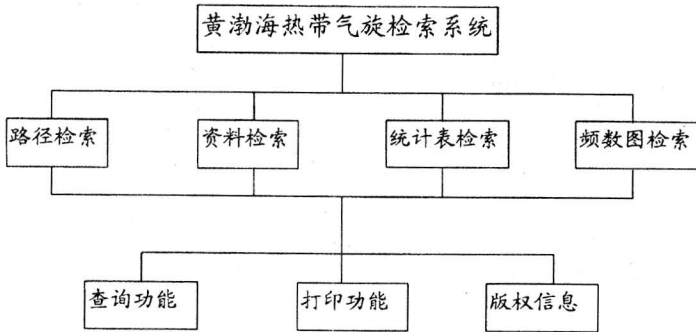 黄渤海热带气旋检索系统
路径检索
资料检索
统计表检索
频数图检索
查询功能
打印功能
版权信息